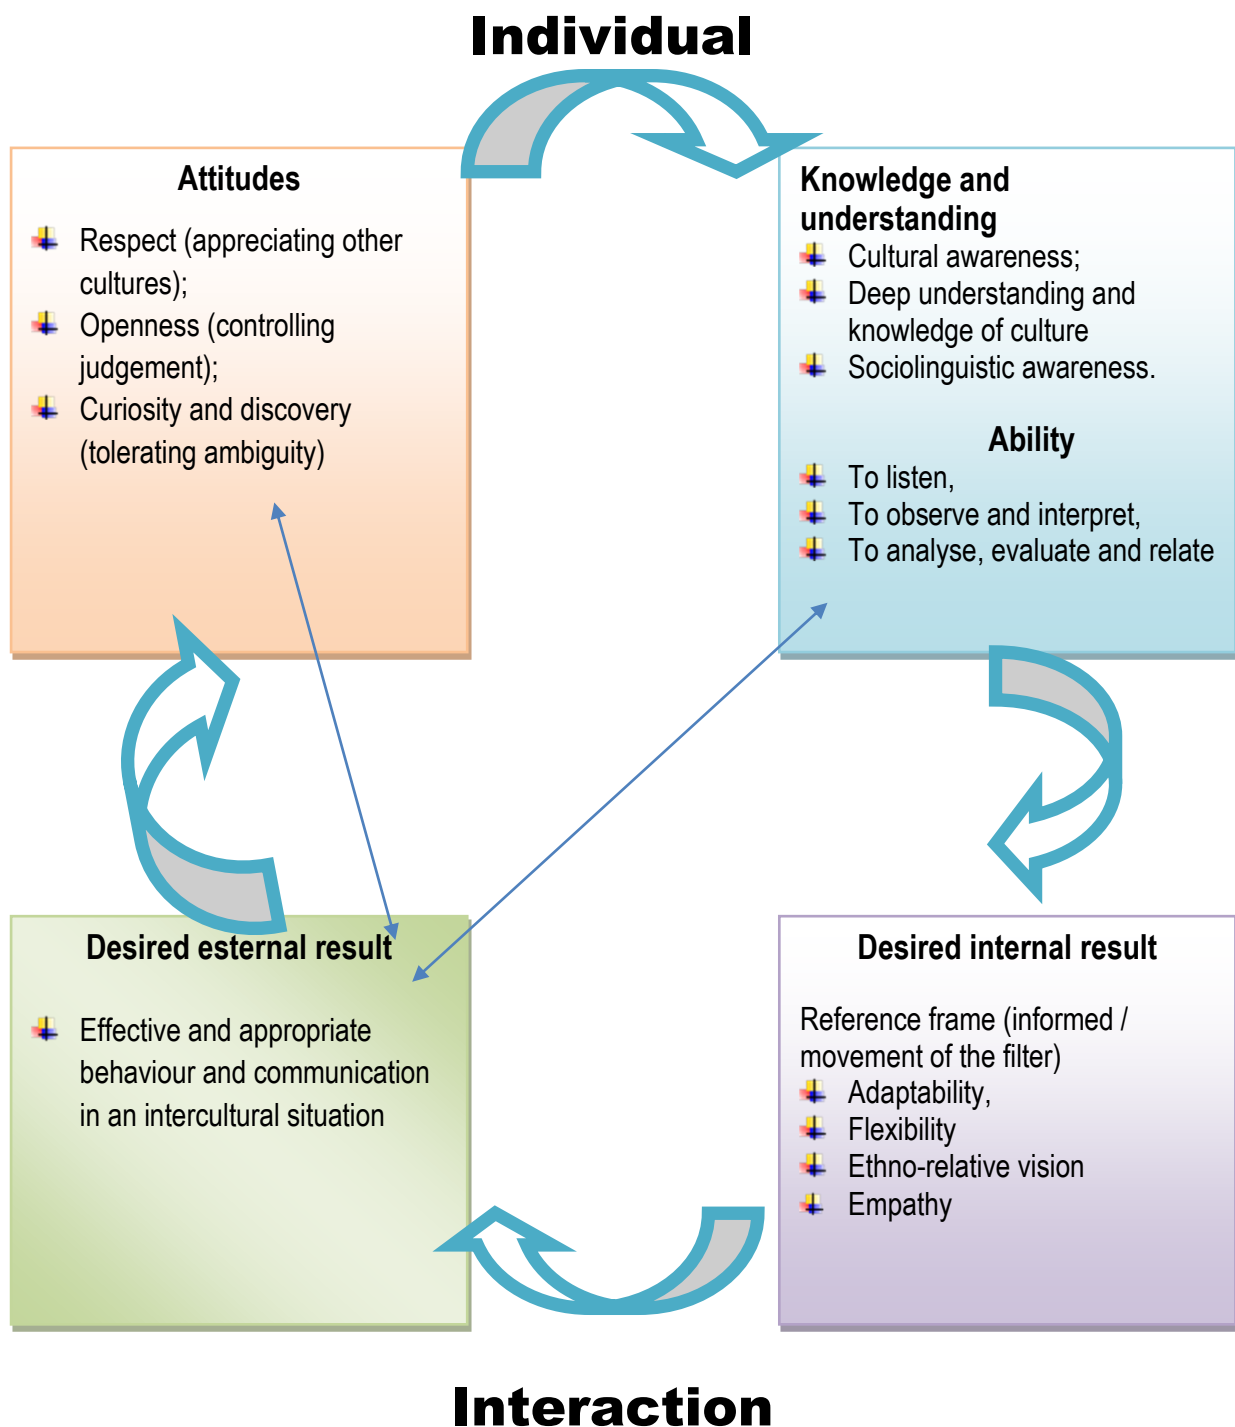 Individual
Attitudes
Respect (appreciating other
cultures);
Openness (controlling
judgement);
Curiosity and discovery
(tolerating ambiguity)
Knowledge and
understanding
Cultural awareness;
Deep understanding and
knowledge of culture
Sociolinguistic awareness.
Ability
To listen,
To observe and interpret,
To analyse, evaluate and relate
Desired esternal result
Effective and appropriate
behaviour and communication
in an intercultural situation
Desired internal result
Reference frame (informed /
movement of the filter)
Adaptability,
Flexibility
Ethno-relative vision
Empathy
Interaction